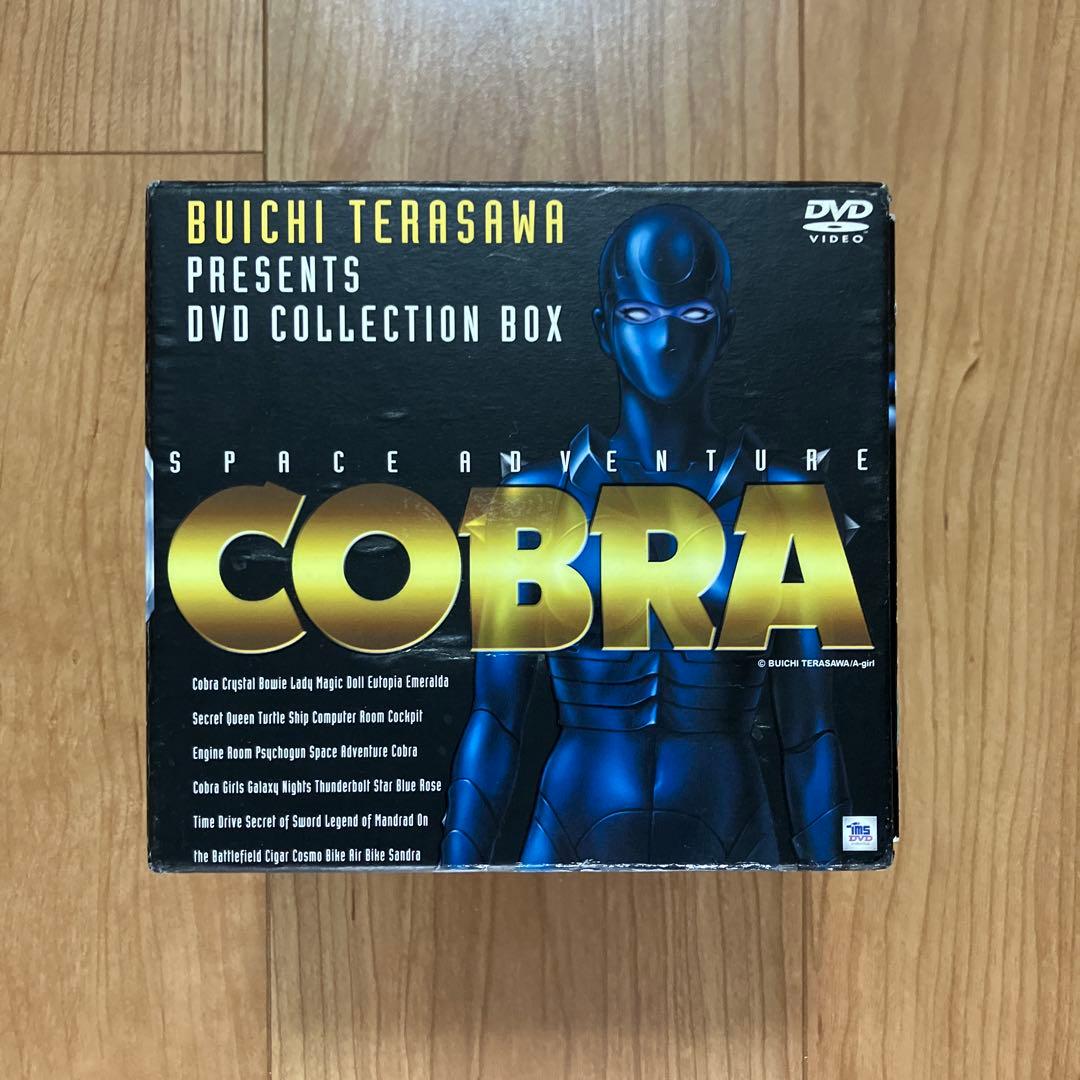 BUICHI TERASAWA
PRESENTS
DVD COLLECTION BOX
DVD
VIDEO
SPACE ADVENTURE
COBRA
© BUICHI TERASAWA/A-girl
Cobra Crystal Bowie Lady Magic Doll Eutopia Emeralda
Secret Queen Turtle Ship Computer Room Cockpit
Engine Room Psychogun Space Adventure Cobra
Cobra Girls Galaxy Nights Thunderbolt Star Blue Rose
Time Drive Secret of Sword Legend of Mandrad On
the Battlefield Cigar Cosmo Bike Air Bike Sandra
ims
DVD